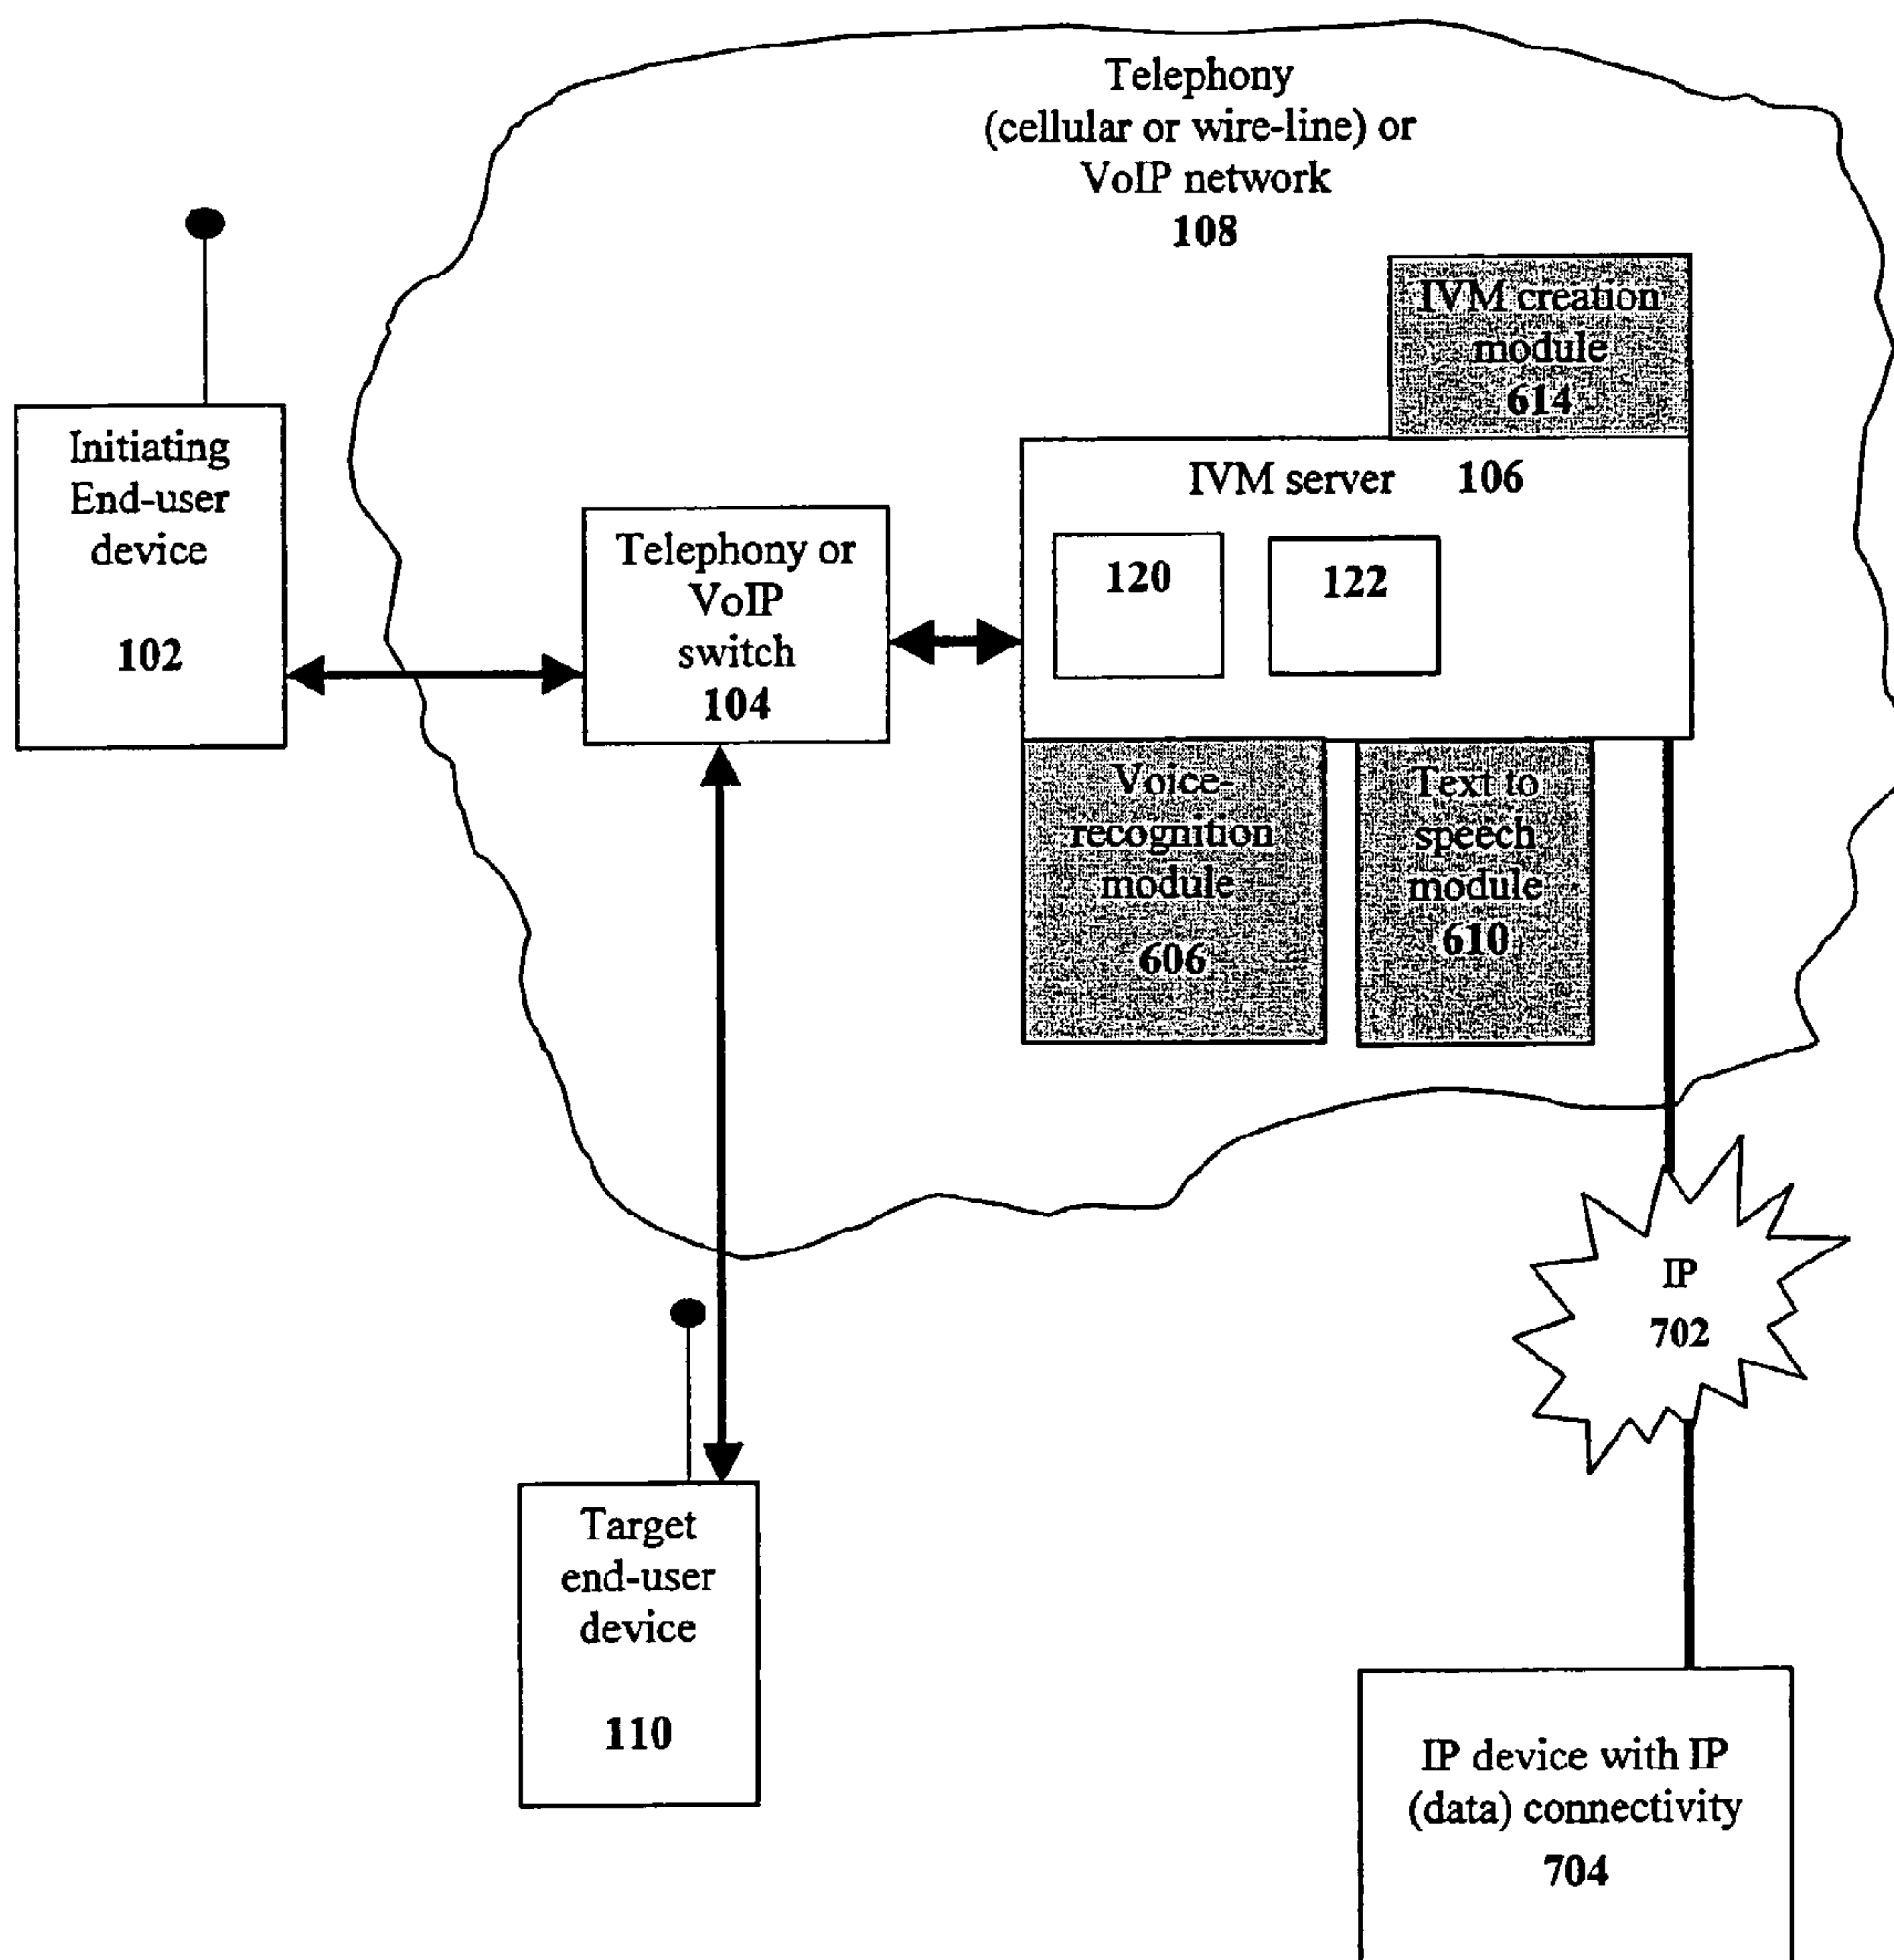 Telephony
(cellular or wire-line) or
VoIP network
108
IVM creation
module
614
Initiating
End-user
device
102
Telephony or
VoIP
switch
104
IVM server 106
120
122
Voice-
recognition
module
606
Text to
speech
module
610
IP
702
Target
end-user
device
110
IP device with IP
(data) connectivity
704